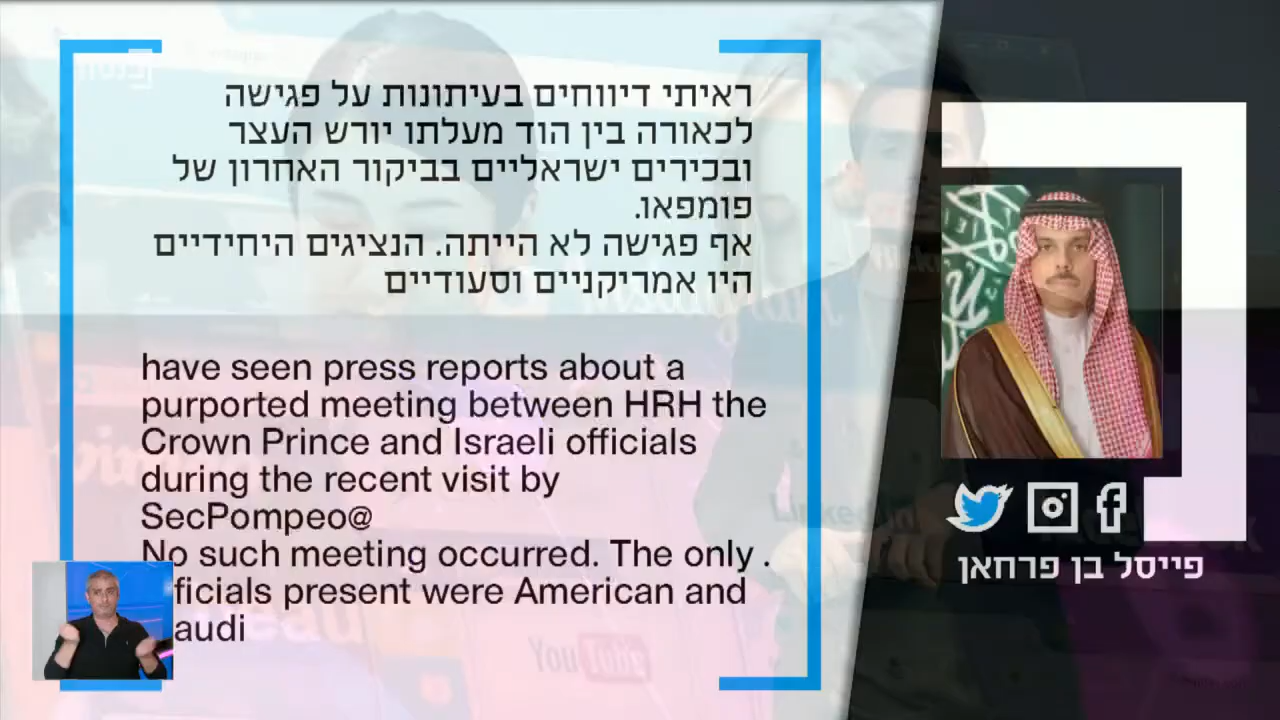 ראיתי דיווחים בעיתונות על פגישה
לכאורה בין הוד מעלתו יורש העצר
ובכירים ישראליים בביקור האחרון של
פומפאו.
אף פגישה לא הייתה. הנציגים היחידיים
היו אמריקניים וסעודיים
have seen press reports about a
purported meeting between HRH the
Crown Prince and Israeli officials
during the recent visit by
SecPompeo@
No such meeting occurred. The only .
ficials present were American and
audi
פייסל בן פרחאן
LinkedIn
YouTube